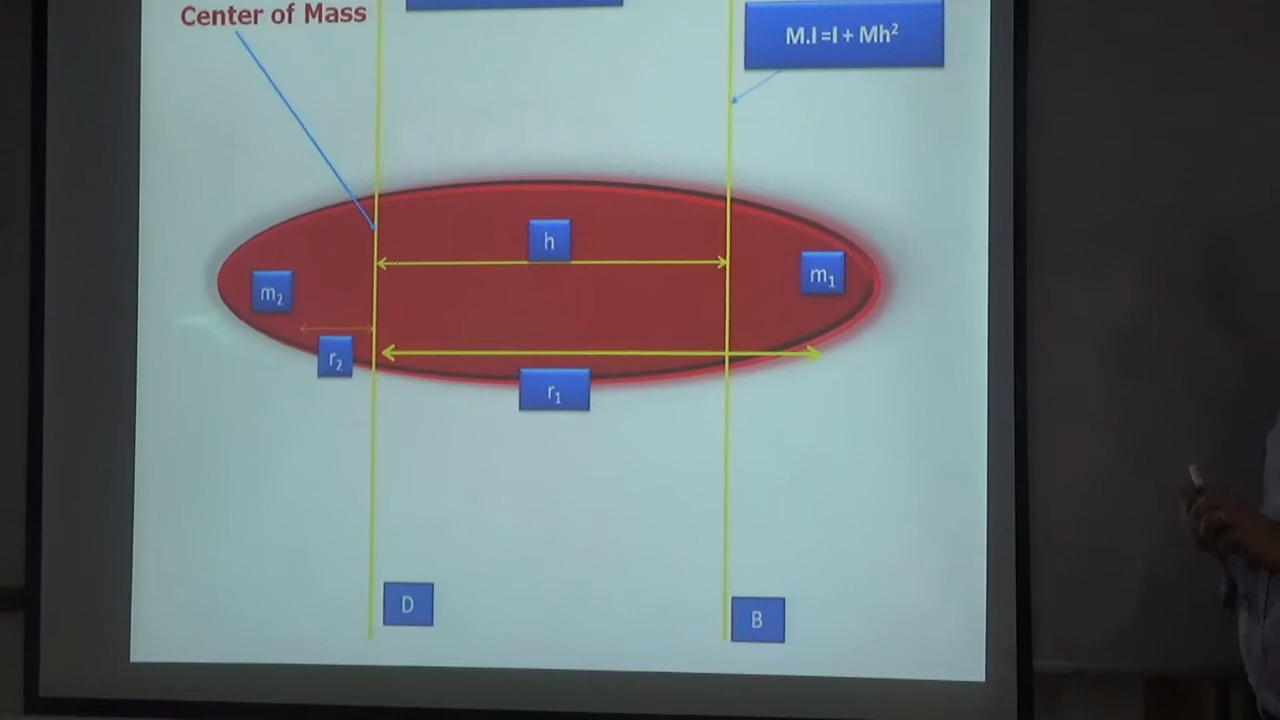 Center of Mass
M.I =I + Mh²
h
m₂
m₁
r₂
r₁
D
B